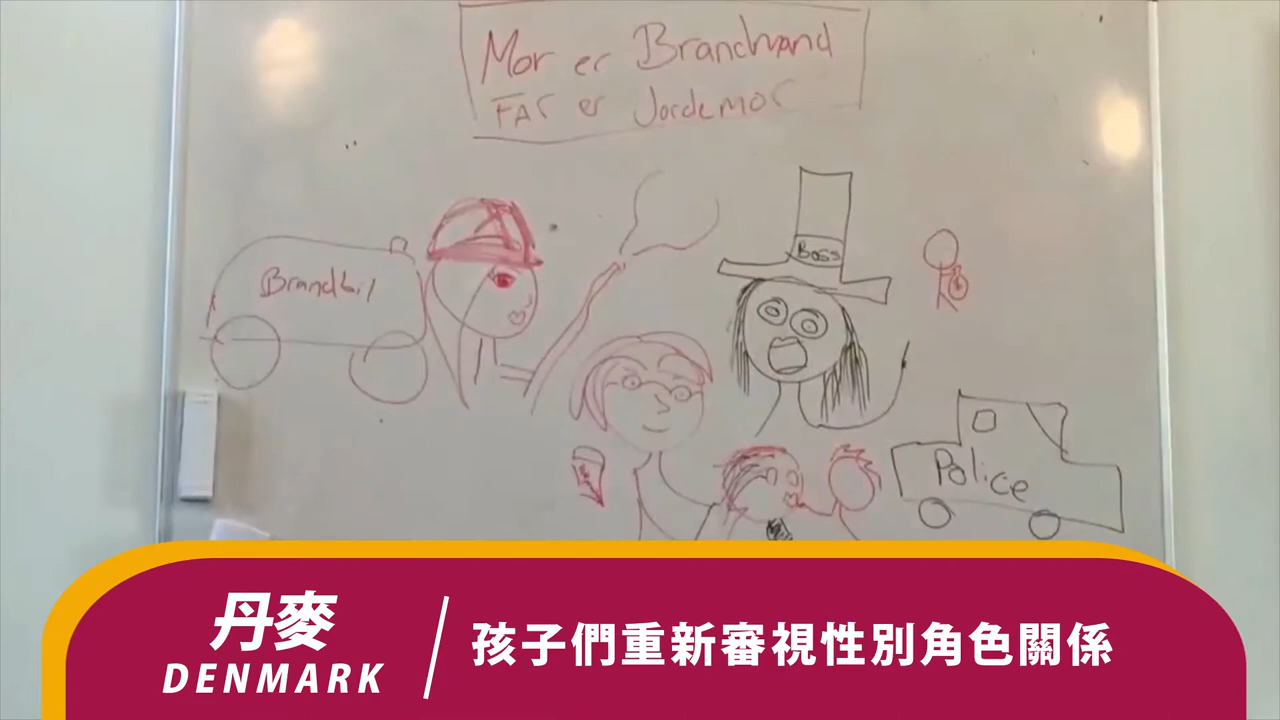 Mor er Brandmand
FAR er Jordemor
Brandbil
BOSS
Police
丹麥
DENMARK
孩子們重新審視性別角色關係